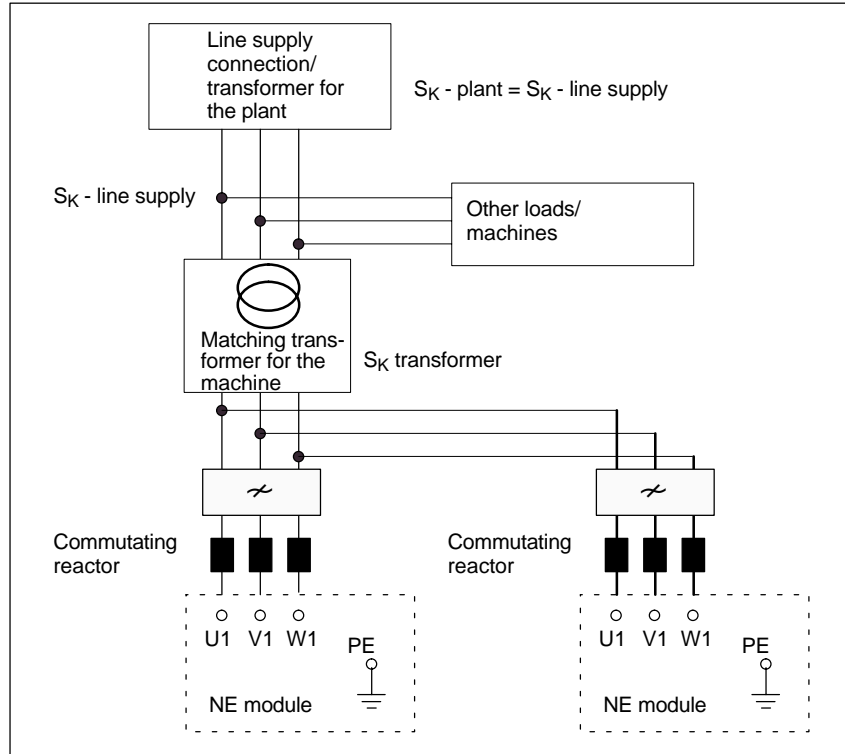 Line supply
connection/
transformer for
the plant
S_K - plant = S_K - line supply
S_K - line supply
Other loads/
machines
Matching trans-
former for the
machine
S_K transformer
Commutating
reactor
Commutating
reactor
U1 V1 W1
PE
NE module
U1 V1 W1
PE
NE module